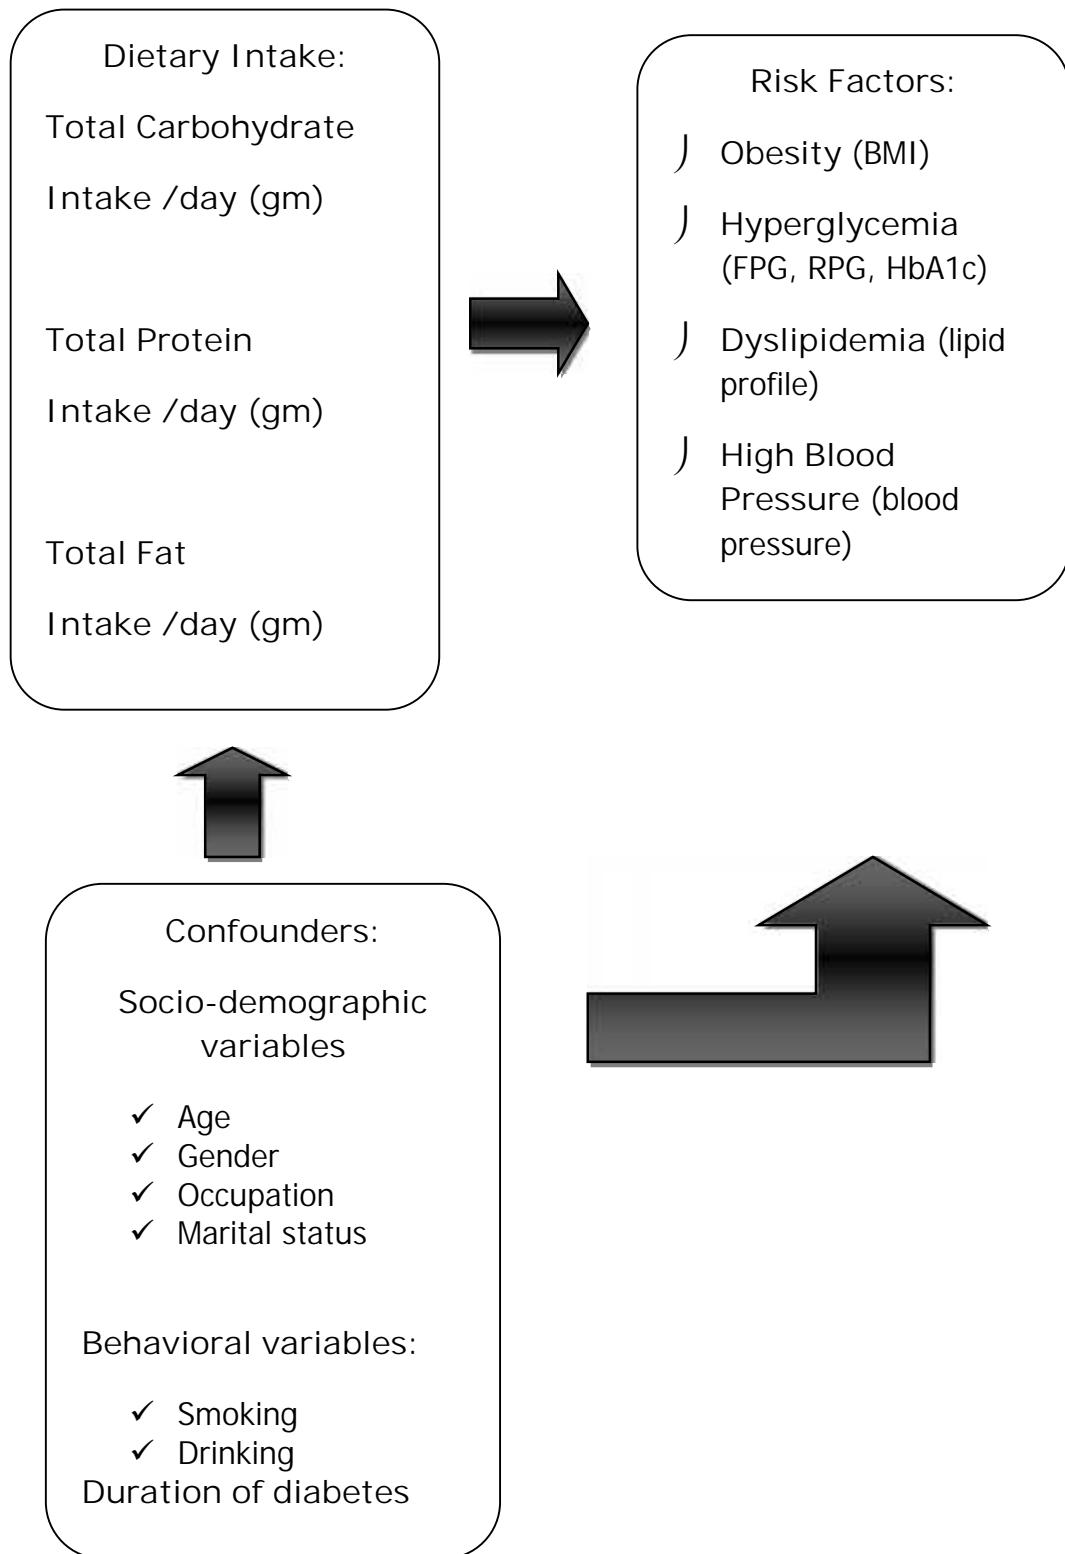 Dietary Intake:
Total Carbohydrate
Intake /day (gm)
Total Protein
Intake /day (gm)
Total Fat
Intake /day (gm)
Risk Factors:
Obesity (BMI)
Hyperglycemia
(FPG, RPG, HbA1c)
Dyslipidemia (lipid
profile)
High Blood
Pressure (blood
pressure)
Confounders:
Socio-demographic
variables
✓ Age
✓ Gender
✓ Occupation
✓ Marital status
Behavioral variables:
✓ Smoking
✓ Drinking
Duration of diabetes